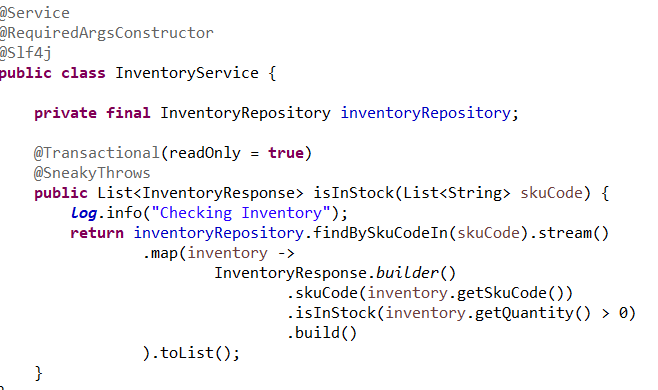 @Service
@RequiredArgsConstructor
@Slf4j
public class InventoryService {
private final InventoryRepository inventoryRepository;
@Transactional(readOnly = true)
@SneakyThrows
public List<InventoryResponse> isInStock(List<String> skuCode) {
log.info("Checking Inventory");
return inventoryRepository.findBySkuCodeIn(skuCode).stream()
.map(inventory ->
InventoryResponse.builder()
.skuCode(inventory.getSkuCode())
.isInStock(inventory.getQuantity() > 0)
.build()
).toList();
}